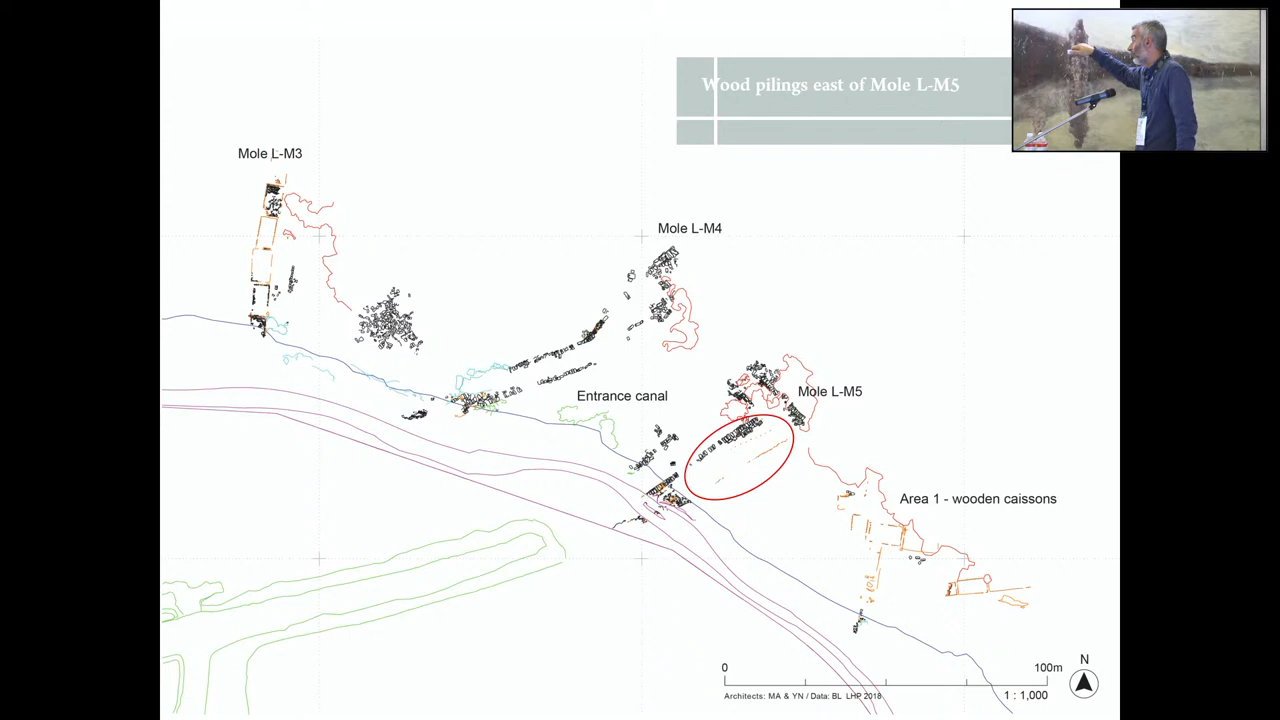 Wood pilings east of Mole L-M5
Mole L-M3
Mole L-M4
Entrance canal
Mole L-M5
Area 1 - wooden caissons
N
0 100m
Architects: MA & YN / Data: BL LHP 2018
1 : 1,000